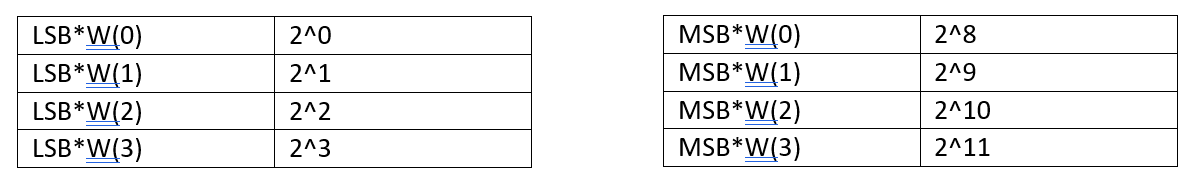 LSB*W(0) 2^0
LSB*W(1) 2^1
LSB*W(2) 2^2
LSB*W(3) 2^3
MSB*W(0) 2^8
MSB*W(1) 2^9
MSB*W(2) 2^10
MSB*W(3) 2^11